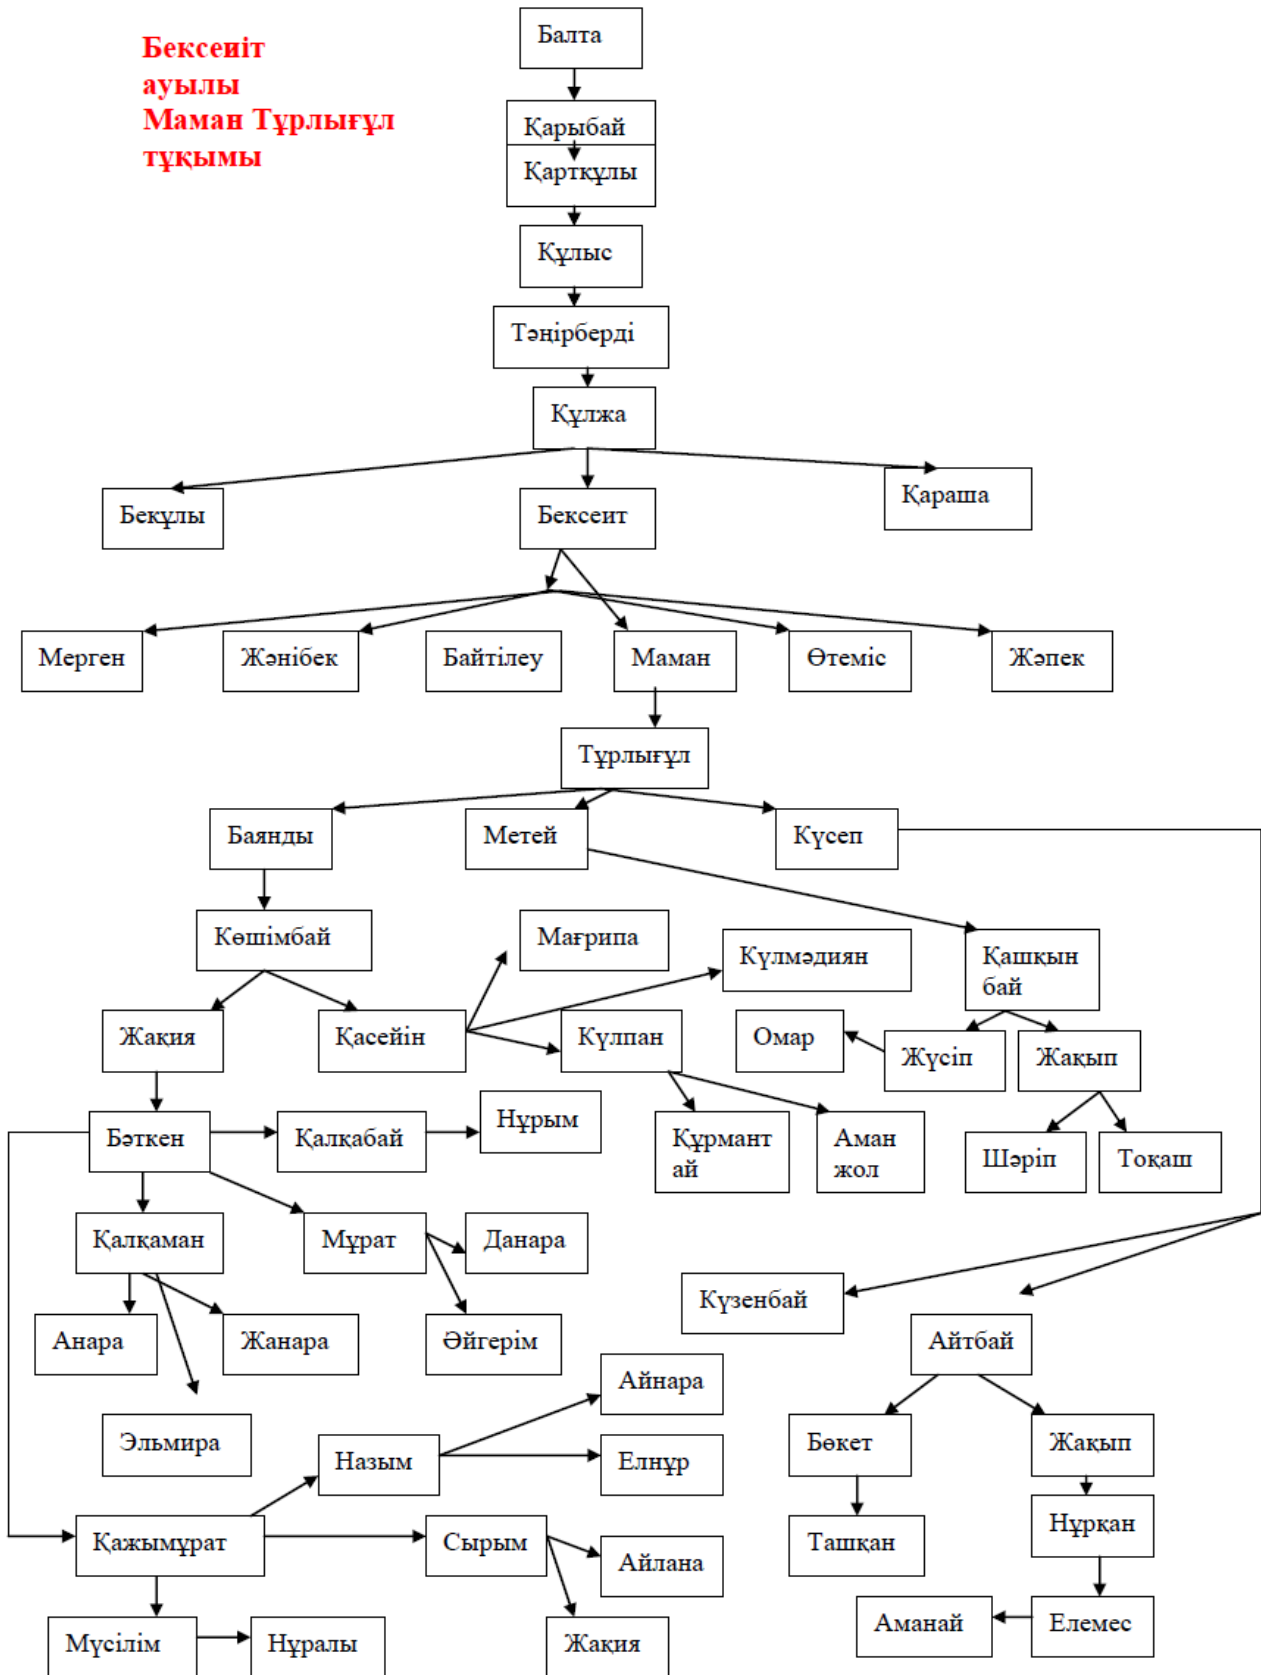 Бексеиіт
ауылы
Маман Тұрлығұл
тұқымы
Балта
Қарыбай
Қартқұлы
Құлыс
Тәңірберді
Құлжа
Бекұлы
Бексеит
Қараша
Мерген
Жәнібек
Байтілеу
Маман
Өтеміс
Жәпек
Тұрлығұл
Баянды
Метей
Күсеп
Көшімбай
Мағрипа
Күлмәдиян
Қашқын
бай
Жақия
Қасейін
Күлпан
Омар
Жүсіп
Жақып
Бәткен
Қалқабай
Нұрым
Құрмант
ай
Аман
жол
Шәріп
Тоқаш
Қалқаман
Мұрат
Данара
Күзенбай
Анара
Жанара
Әйгерім
Айтбай
Айнара
Эльмира
Назым
Елнұр
Бөкет
Жақып
Қажымұрат
Сырым
Айлана
Ташқан
Нұрқан
Мүсілім
Нұралы
Жақия
Аманай
Елемес